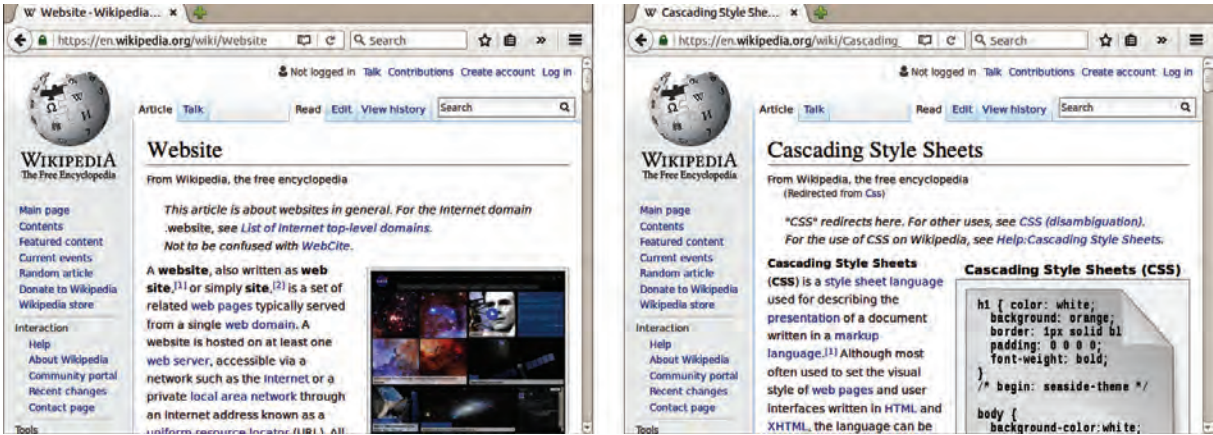 Website - Wikipedia...
https://en.wikipedia.org/wiki/Website
Search
Not logged in Talk Contributions Create account Log in
Article Talk Read Edit View history Search
WIKIPEDIA
The Free Encyclopedia
Main page
Contents
Featured content
Current events
Random article
Donate to Wikipedia
Wikipedia store
Interaction
Help
About Wikipedia
Community portal
Recent changes
Contact page
Tools
Website
From Wikipedia, the free encyclopedia
This article is about websites in general. For the Internet domain
.website, see List of Internet top-level domains.
Not to be confused with WebCite.
A website, also written as web
site,[1] or simply site,[2] is a set of
related web pages typically served
from a single web domain. A
website is hosted on at least one
web server, accessible via a
network such as the Internet or a
private local area network through
an Internet address known as a
uniform resource locator (URL). All
W Cascading Style She...
https://en.wikipedia.org/wiki/Cascading_
Search
Not logged in Talk Contributions Create account Log in
Article Talk Read Edit View history Search
WIKIPEDIA
The Free Encyclopedia
Main page
Contents
Featured content
Current events
Random article
Donate to Wikipedia
Wikipedia store
Interaction
Help
About Wikipedia
Community portal
Recent changes
Contact page
Tools
Cascading Style Sheets
From Wikipedia, the free encyclopedia
(Redirected from Css)
"CSS" redirects here. For other uses, see CSS (disambiguation).
For the use of CSS on Wikipedia, see Help:Cascading Style Sheets.
Cascading Style Sheets
(CSS) is a style sheet language
used for describing the
presentation of a document
written in a markup
language.[1] Although most
often used to set the visual
style of web pages and user
interfaces written in HTML and
XHTML, the language can be
Cascading Style Sheets (CSS)
h1 { color: white;
background: orange;
border: 1px solid bl
padding: 0 0 0 0;
font-weight: bold;
}
/* begin: seaside-theme */
body {
background-color:white;